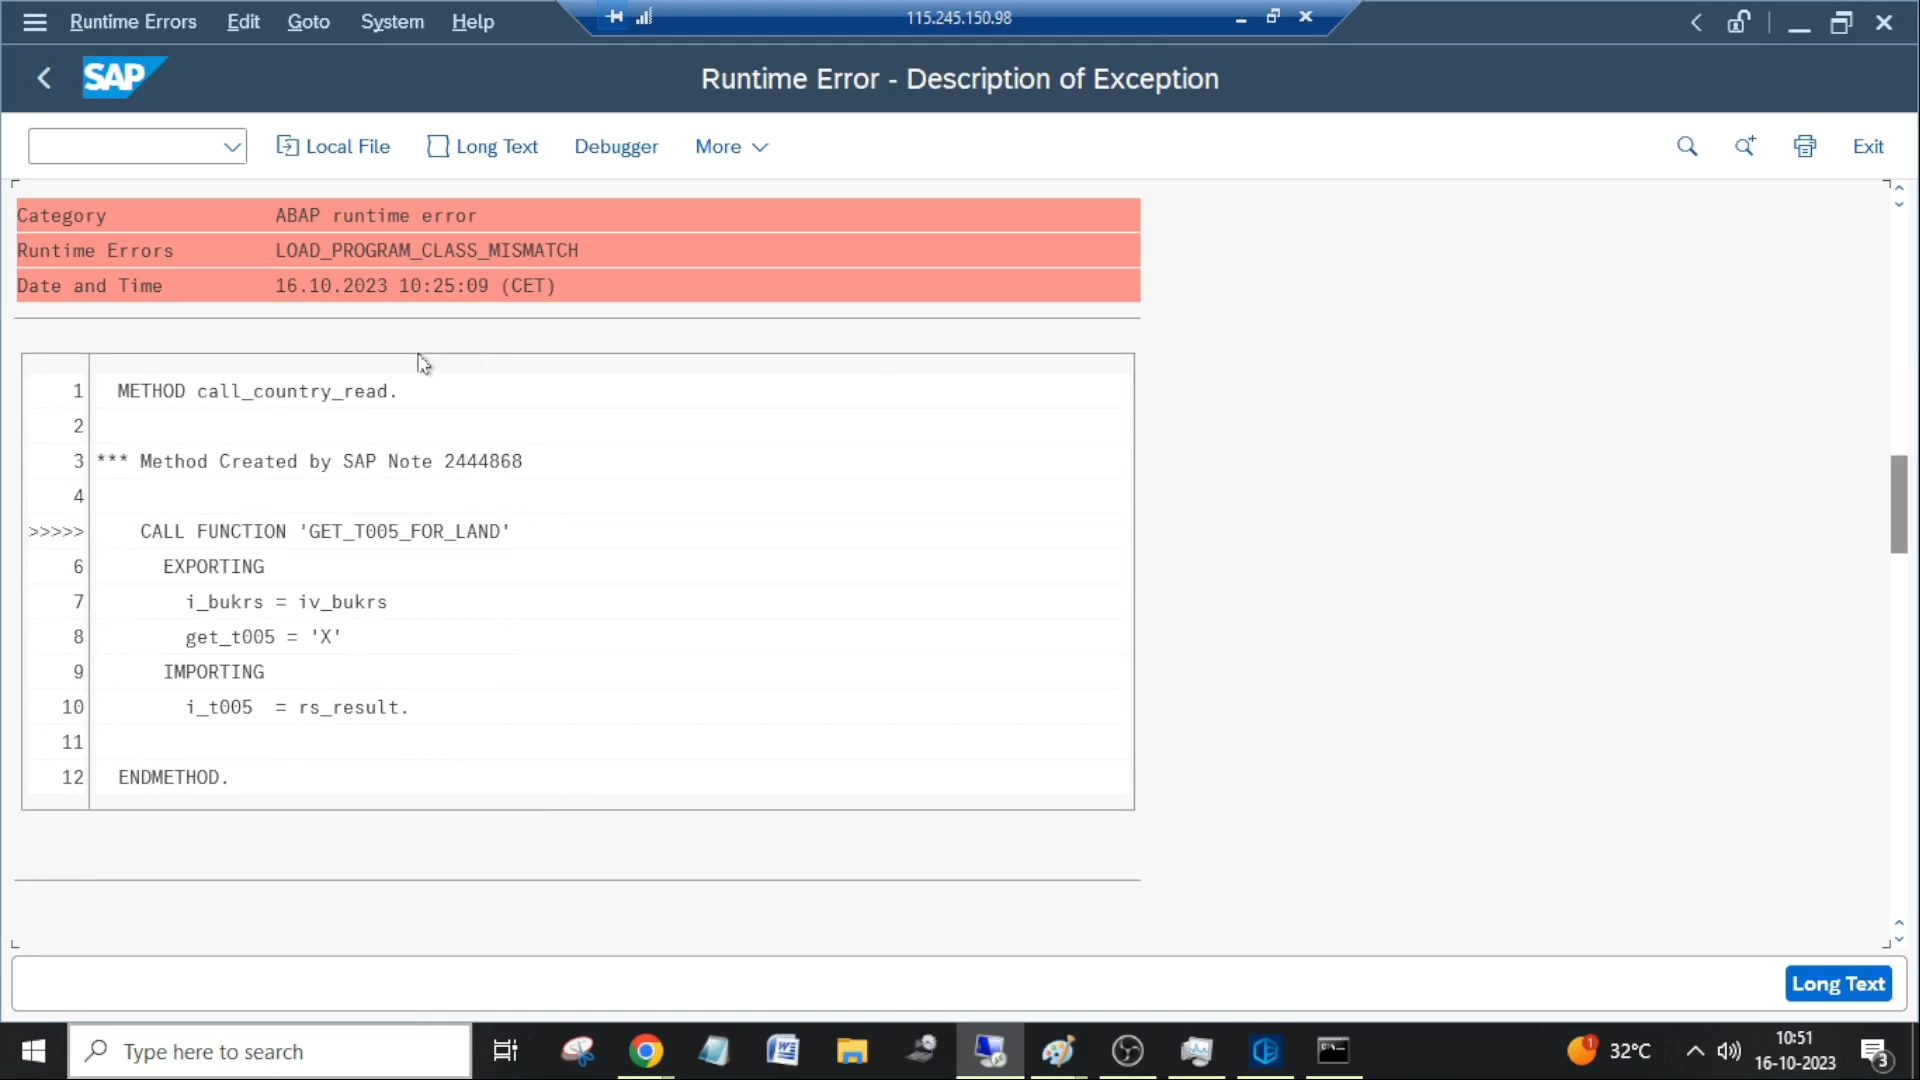 Runtime Errors Edit Goto System Help 115.245.150.98
SAP Runtime Error - Description of Exception
Local File Long Text Debugger More Exit
Category ABAP runtime error
Runtime Errors LOAD_PROGRAM_CLASS_MISMATCH
Date and Time 16.10.2023 10:25:09 (CET)
1 METHOD call_country_read.
2
3 *** Method Created by SAP Note 2444868
4
>>>>> CALL FUNCTION 'GET_T005_FOR_LAND'
6 EXPORTING
7 i_bukrs = iv_bukrs
8 get_t005 = 'X'
9 IMPORTING
10 i_t005 = rs_result.
11
12 ENDMETHOD.
Long Text
Type here to search 1 32°C 10:51
16-10-2023 3